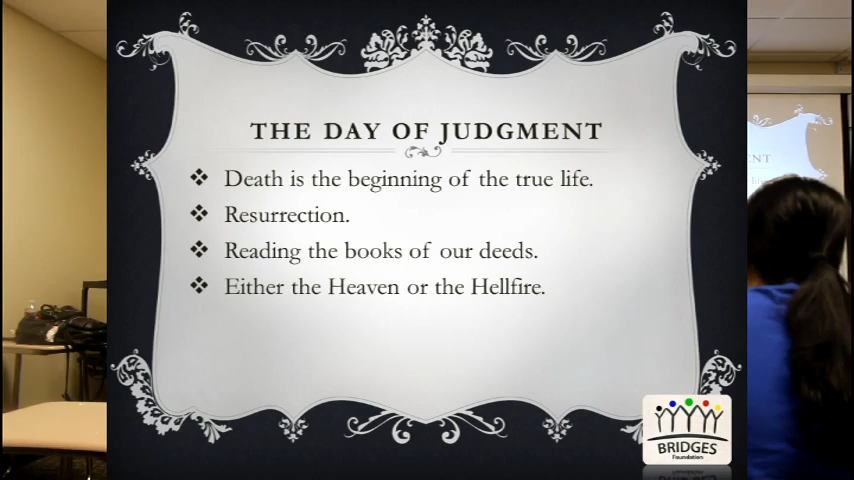 THE DAY OF JUDGMENT
Death is the beginning of the true life.
Resurrection.
Reading the books of our deeds.
Either the Heaven or the Hellfire.
BRIDGES
Foundation